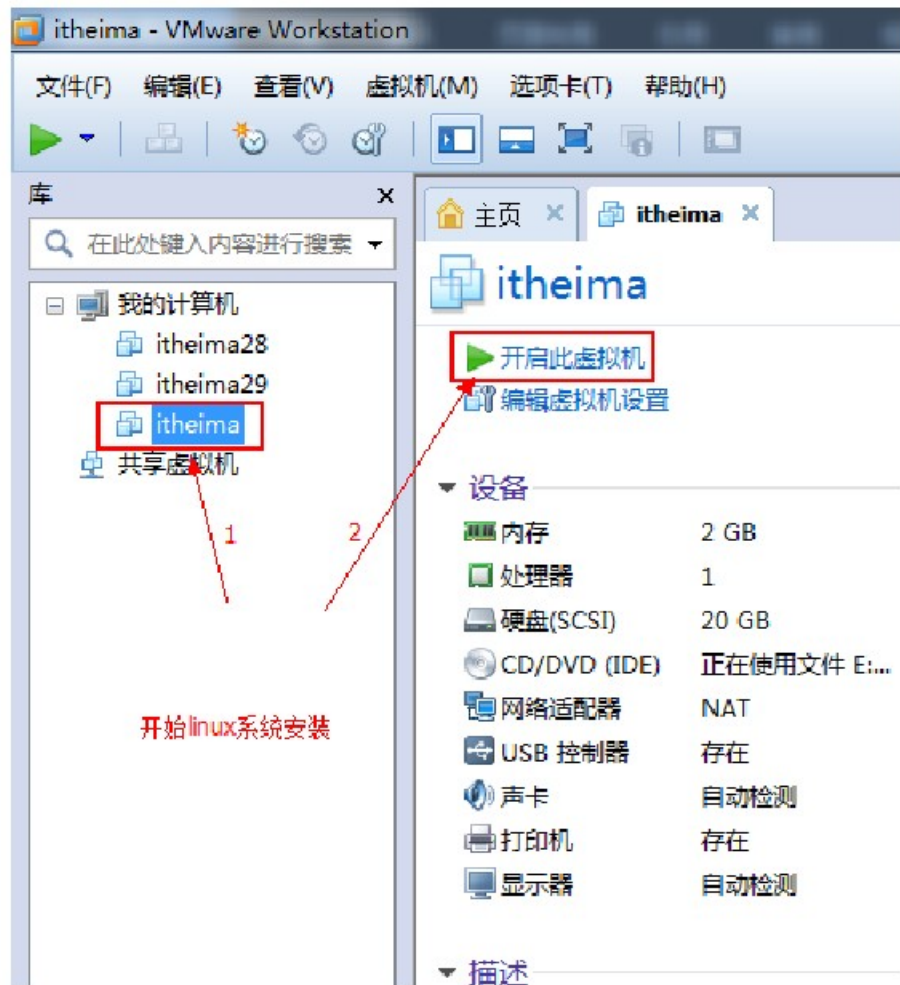 itheima - VMware Workstation
文件(F) 编辑(E) 查看(V) 虚拟机(M) 选项卡(T) 帮助(H)
库
在此处键入内容进行搜索
我的计算机
itheima28
itheima29
itheima
共享虚拟机
1
2
开始linux系统安装
主页
itheima
itheima
开启此虚拟机
编辑虚拟机设置
设备
内存 2 GB
处理器 1
硬盘(SCSI) 20 GB
CD/DVD (IDE) 正在使用文件 E:...
网络适配器 NAT
USB 控制器 存在
声卡 自动检测
打印机 存在
显示器 自动检测
描述